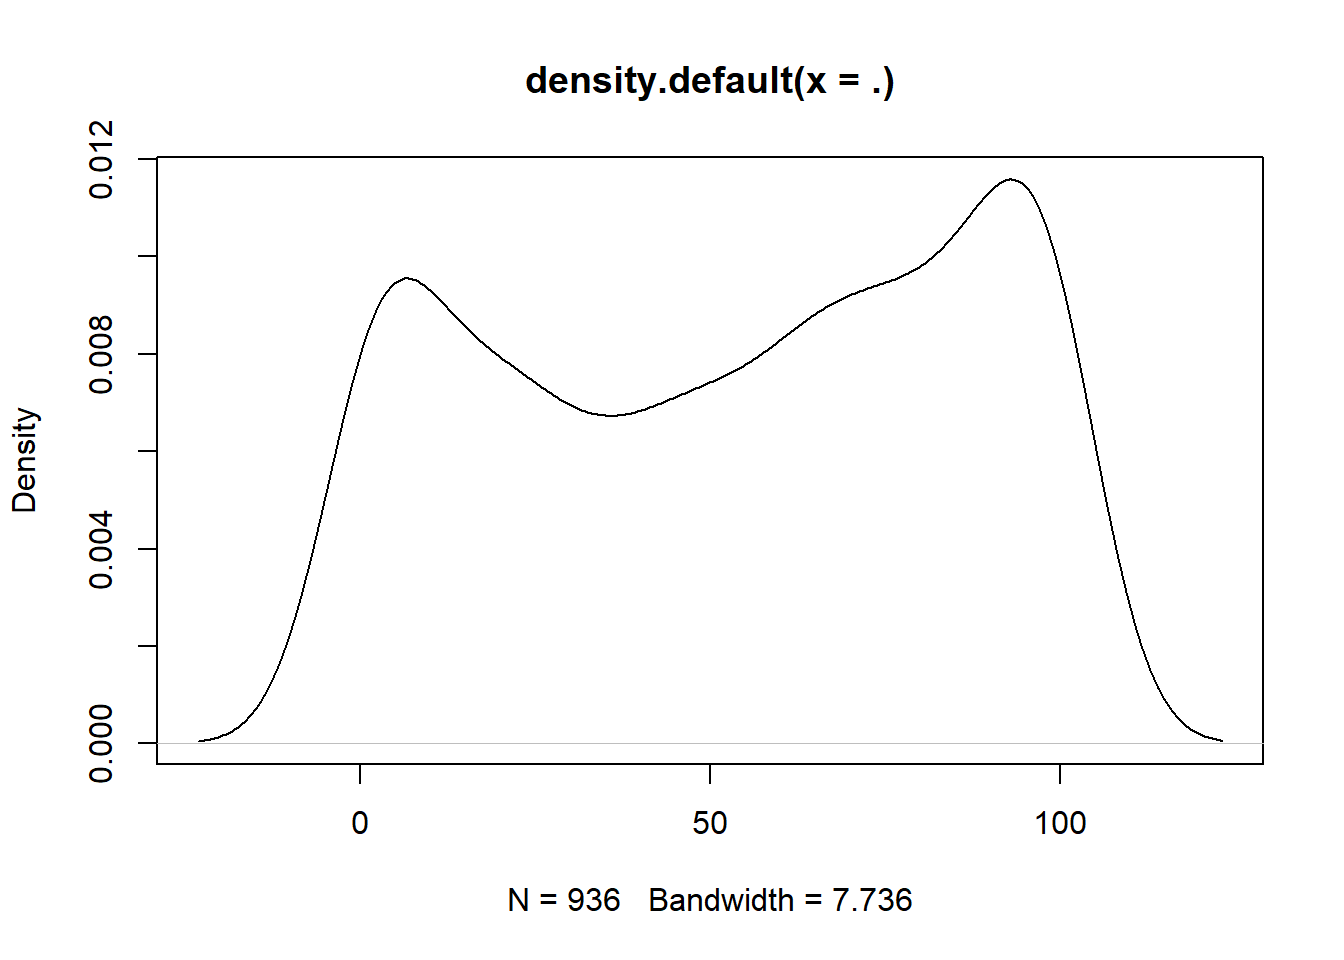 density.default(x = .)
0.012
0.008
0.004
0.000
Density
0 50 100
N = 936 Bandwidth = 7.736